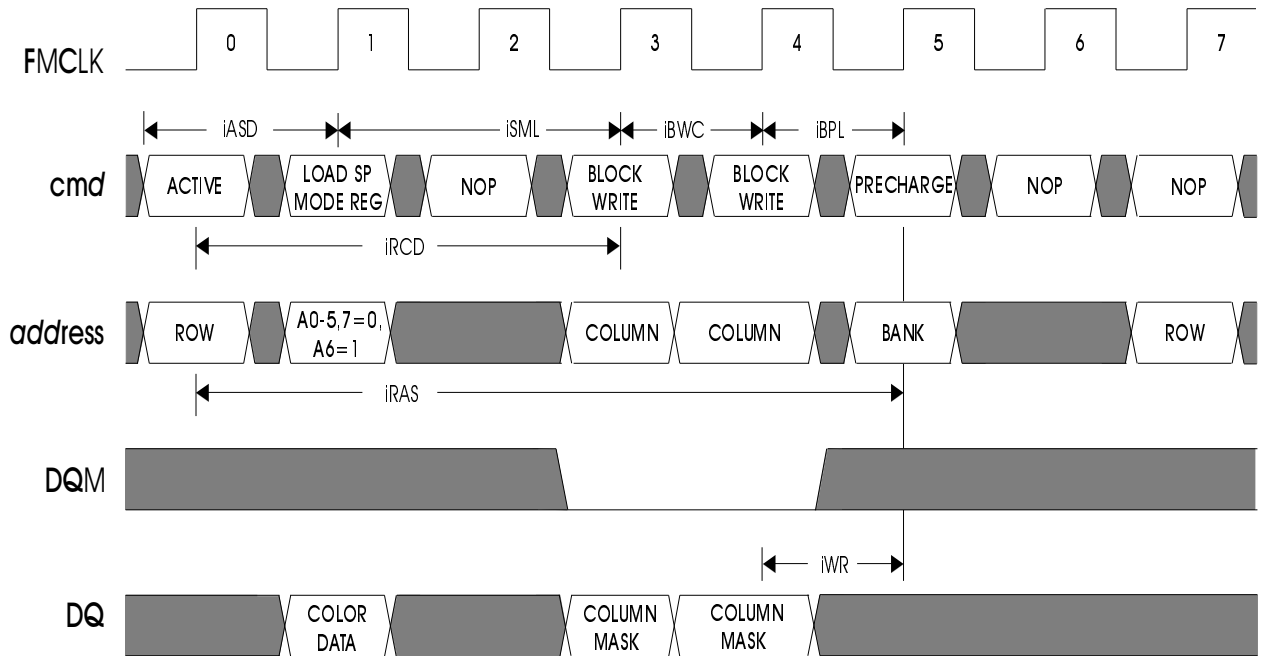 FMCLK 0 1 2 3 4 5 6 7
iASD iSML iBWC iBPL
cmd ACTIVE LOAD SP MODE REG NOP BLOCK WRITE BLOCK WRITE PRECHARGE NOP NOP
iRCD
address ROW A0-5,7=0, A6=1 COLUMN COLUMN BANK ROW
iRAS
DQM
iWR
DQ COLOR DATA COLUMN MASK COLUMN MASK